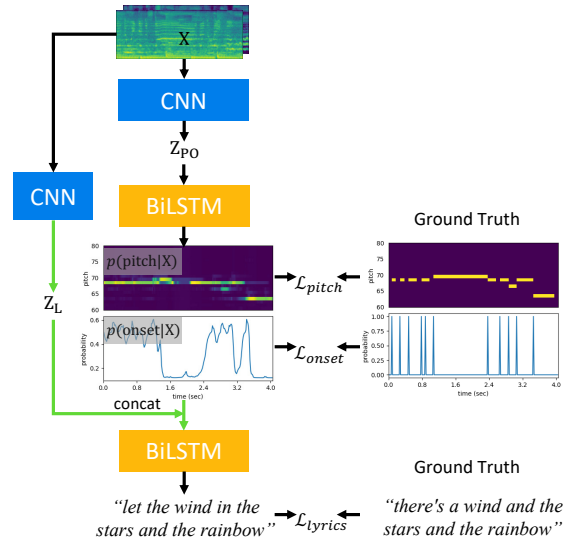 X
CNN
Z_PO
CNN
BiLSTM
Ground Truth
80
75
70
65
60
pitch
p(pitch|X)
ℒ_pitch
80
75
70
65
60
pitch
Z_L
0.6
0.4
0.2
probability
p(onset|X)
ℒ_onset
1.00
0.75
0.50
0.25
0.00
probability
0.0 0.8 1.6 2.4 3.2 4.0
time (sec)
0.0 0.8 1.6 2.4 3.2 4.0
time (sec)
concat
BiLSTM
Ground Truth
“let the wind in the
stars and the rainbow”
ℒ_lyrics
“there's a wind and the
stars and the rainbow”